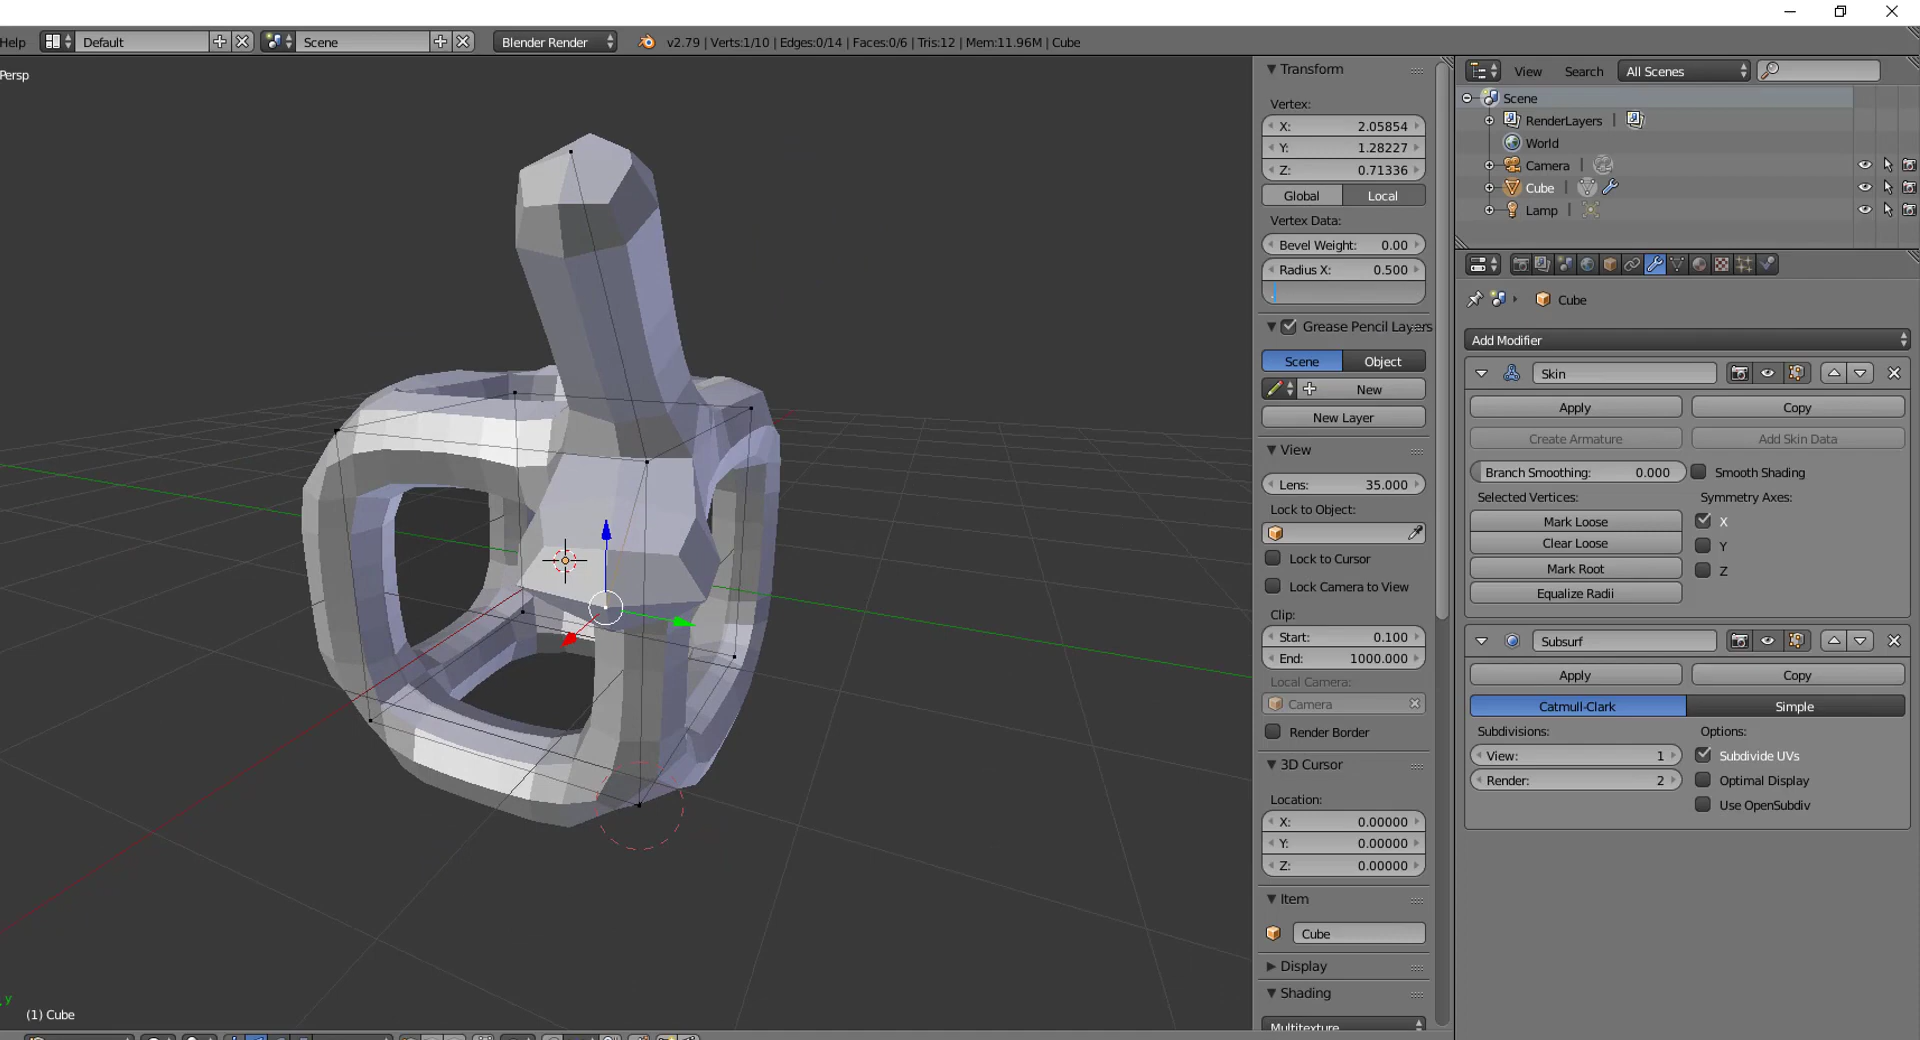 Help
Default
Scene
Blender Render
v2.79 | Verts:1/10 | Edges:0/14 | Faces:0/6 | Tris:12 | Mem:11.96M | Cube
Persp
y
(1) Cube
Transform
Vertex:
X: 2.05854
Y: 1.28227
Z: 0.71336
Global Local
Vertex Data:
Bevel Weight: 0.00
Radius X: 0.500
.
Grease Pencil Layers
Scene Object
New
New Layer
View
Lens: 35.000
Lock to Object:
Lock to Cursor
Lock Camera to View
Clip:
Start: 0.100
End: 1000.000
Local Camera:
Camera
Render Border
3D Cursor
Location:
X: 0.00000
Y: 0.00000
Z: 0.00000
Item
Cube
Display
Shading
Multitexture
View Search All Scenes
Scene
RenderLayers |
World
Camera |
Cube |
Lamp |
Cube
Add Modifier
Skin
Apply Copy
Create Armature Add Skin Data
Branch Smoothing: 0.000 Smooth Shading
Selected Vertices: Symmetry Axes:
Mark Loose X
Clear Loose Y
Mark Root Z
Equalize Radii
Subsurf
Apply Copy
Catmull-Clark Simple
Subdivisions: Options:
View: 1 Subdivide UVs
Render: 2 Optimal Display
Use OpenSubdiv